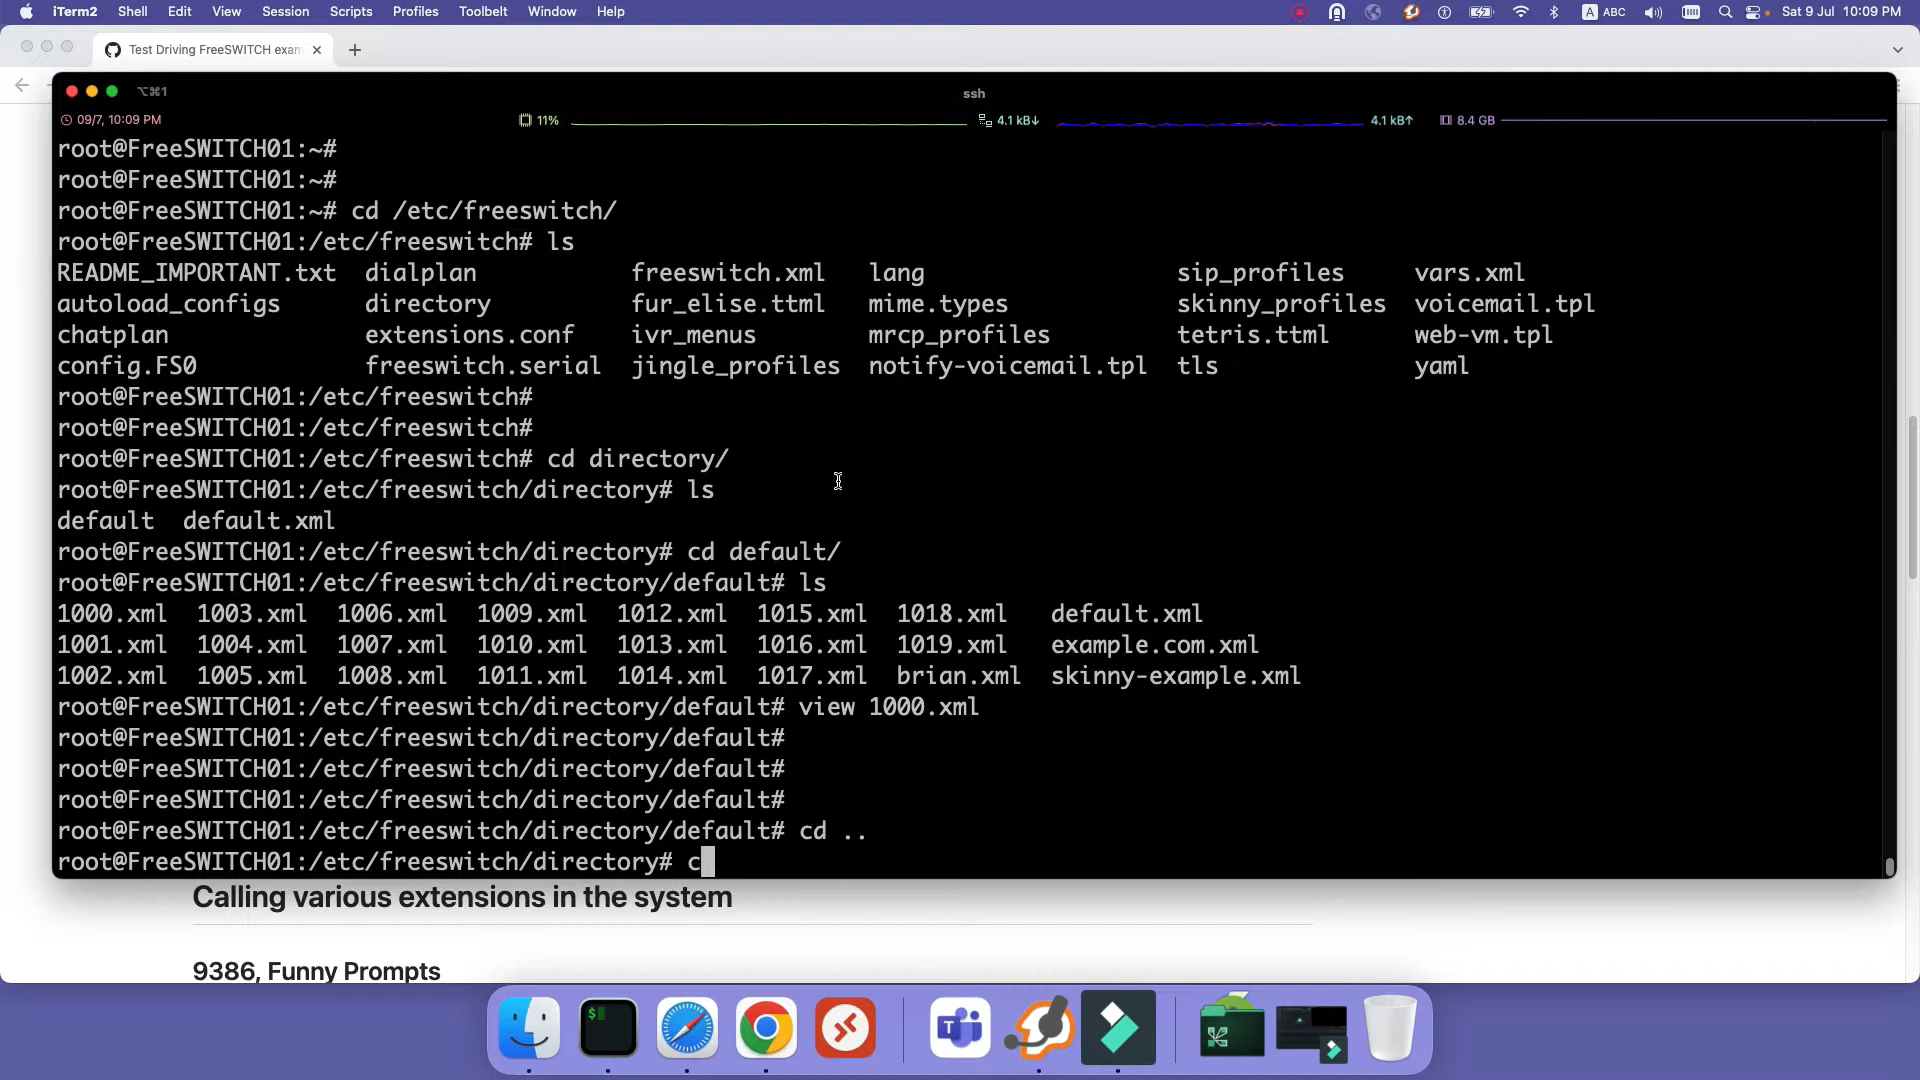 iTerm2 Shell Edit View Session Scripts Profiles Toolbelt Window Help A ABC Sat 9 Jul 10:09 PM
Test Driving FreeSWITCH exam
⌥⌘1 ssh
09/7, 10:09 PM 11% 4.1 kB↓ 4.1 kB↑ 8.4 GB
root@FreeSWITCH01:~#
root@FreeSWITCH01:~#
root@FreeSWITCH01:~# cd /etc/freeswitch/
root@FreeSWITCH01:/etc/freeswitch# ls
README_IMPORTANT.txt dialplan freeswitch.xml lang sip_profiles vars.xml
autoload_configs directory fur_elise.ttml mime.types skinny_profiles voicemail.tpl
chatplan extensions.conf ivr_menus mrcp_profiles tetris.ttml web-vm.tpl
config.FS0 freeswitch.serial jingle_profiles notify-voicemail.tpl tls yaml
root@FreeSWITCH01:/etc/freeswitch#
root@FreeSWITCH01:/etc/freeswitch#
root@FreeSWITCH01:/etc/freeswitch# cd directory/
root@FreeSWITCH01:/etc/freeswitch/directory# ls
default default.xml
root@FreeSWITCH01:/etc/freeswitch/directory# cd default/
root@FreeSWITCH01:/etc/freeswitch/directory/default# ls
1000.xml 1003.xml 1006.xml 1009.xml 1012.xml 1015.xml 1018.xml default.xml
1001.xml 1004.xml 1007.xml 1010.xml 1013.xml 1016.xml 1019.xml example.com.xml
1002.xml 1005.xml 1008.xml 1011.xml 1014.xml 1017.xml brian.xml skinny-example.xml
root@FreeSWITCH01:/etc/freeswitch/directory/default# view 1000.xml
root@FreeSWITCH01:/etc/freeswitch/directory/default#
root@FreeSWITCH01:/etc/freeswitch/directory/default#
root@FreeSWITCH01:/etc/freeswitch/directory/default#
root@FreeSWITCH01:/etc/freeswitch/directory/default# cd ..
root@FreeSWITCH01:/etc/freeswitch/directory# c
Calling various extensions in the system
9386, Funny Prompts
$
T